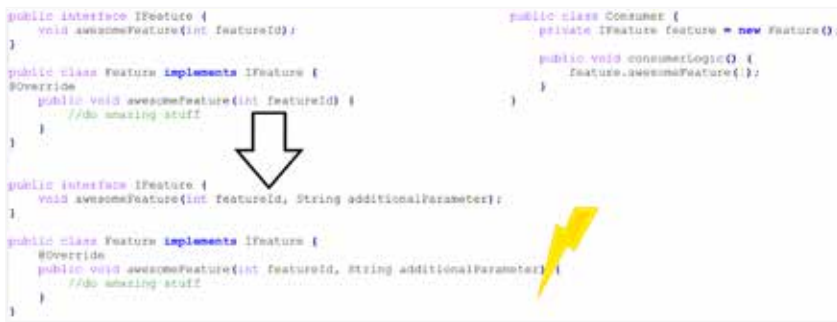 public interface IFeature {
void awesomeFeature(int featureId);
}
public class Feature implements IFeature {
@Override
public void awesomeFeature(int featureId) {
//do amazing stuff
}
}
public class Consumer {
private IFeature feature = new Feature();
public void consumerLogic() {
feature.awesomeFeature(1);
}
}
public interface IFeature {
void awesomeFeature(int featureId, String additionalParameter);
}
public class Feature implements IFeature {
@Override
public void awesomeFeature(int featureId, String additionalParameter) {
//do amazing stuff
}
}